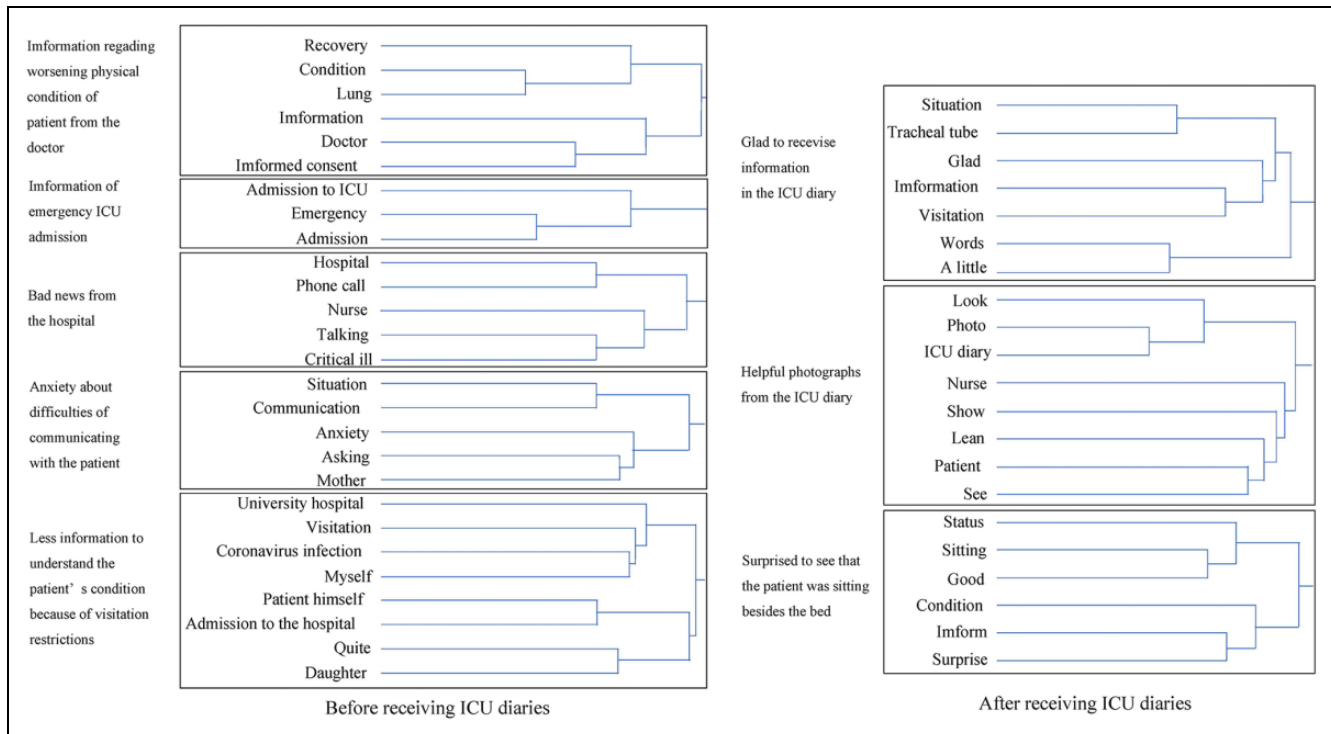 Imformation regading
worsening physical
condition of
patient from the
doctor
Recovery
Condition
Lung
Imformation
Doctor
Imformed consent
Imformation of
emergency ICU
admission
Admission to ICU
Emergency
Admission
Bad news from
the hospital
Hospital
Phone call
Nurse
Talking
Critical ill
Anxiety about
difficulties of
communicating
with the patient
Situation
Communication
Anxiety
Asking
Mother
Less information to
understand the
patient’s condition
because of visitation
restrictions
University hospital
Visitation
Coronavirus infection
Myself
Patient himself
Admission to the hospital
Quite
Daughter
Before receiving ICU diaries
Glad to recevise
information
in the ICU diary
Situation
Tracheal tube
Glad
Imformation
Visitation
Words
A little
Helpful photographs
from the ICU diary
Look
Photo
ICU diary
Nurse
Show
Lean
Patient
See
Surprised to see that
the patient was sitting
besides the bed
Status
Sitting
Good
Condition
Imform
Surprise
After receiving ICU diaries